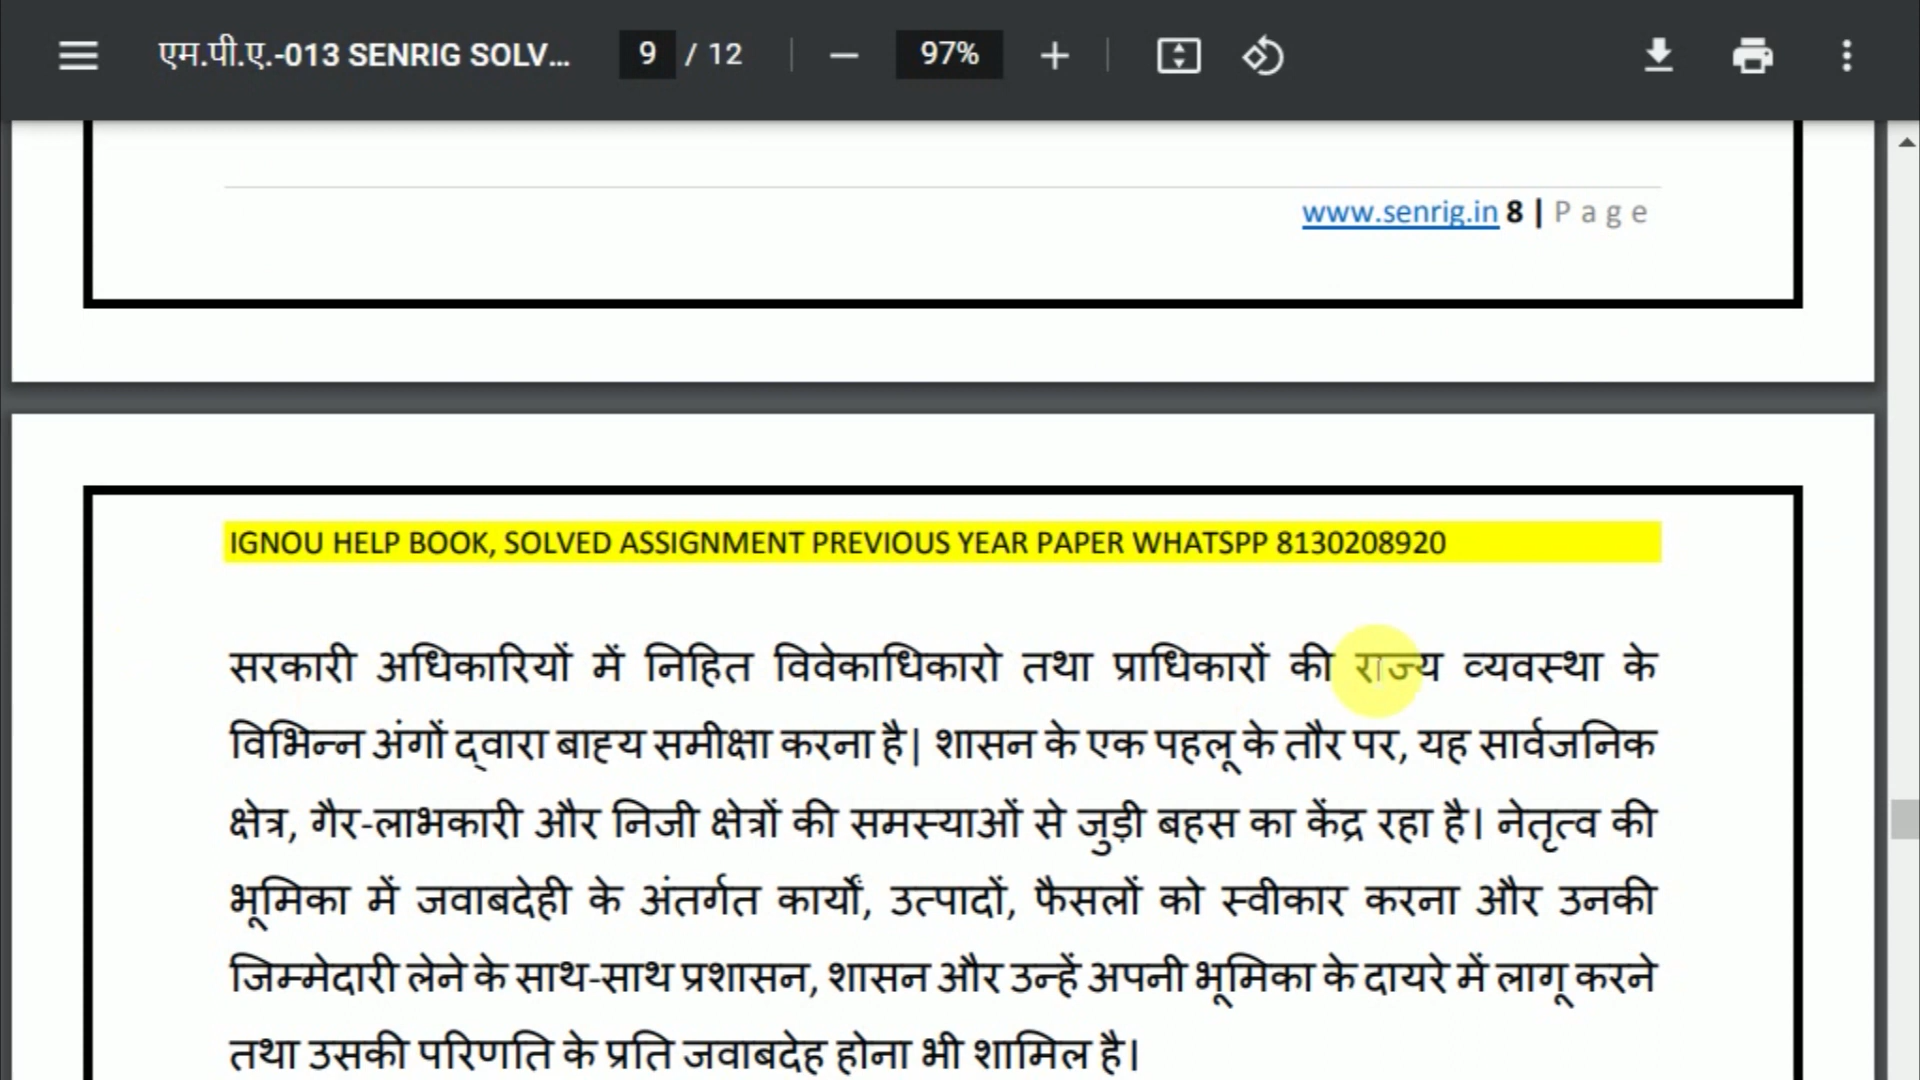 एम.पी.ए.-013 SENRIG SOLV... 9 / 12 97%
www.senrig.in 8 | P a g e
IGNOU HELP BOOK, SOLVED ASSIGNMENT PREVIOUS YEAR PAPER WHATSPP 8130208920
सरकारी अधिकारियों में निहित विवेकाधिकारो तथा प्राधिकारों की राज्य व्यवस्था के
विभिन्न अंगों द्वारा बाह्य समीक्षा करना है| शासन के एक पहलू के तौर पर, यह सार्वजनिक
क्षेत्र, गैर-लाभकारी और निजी क्षेत्रों की समस्याओं से जुड़ी बहस का केंद्र रहा है। नेतृत्व की
भूमिका में जवाबदेही के अंतर्गत कार्यों, उत्पादों, फैसलों को स्वीकार करना और उनकी
जिम्मेदारी लेने के साथ-साथ प्रशासन, शासन और उन्हें अपनी भूमिका के दायरे में लागू करने
तथा उसकी परिणति के प्रति जवाबदेह होना भी शामिल है।